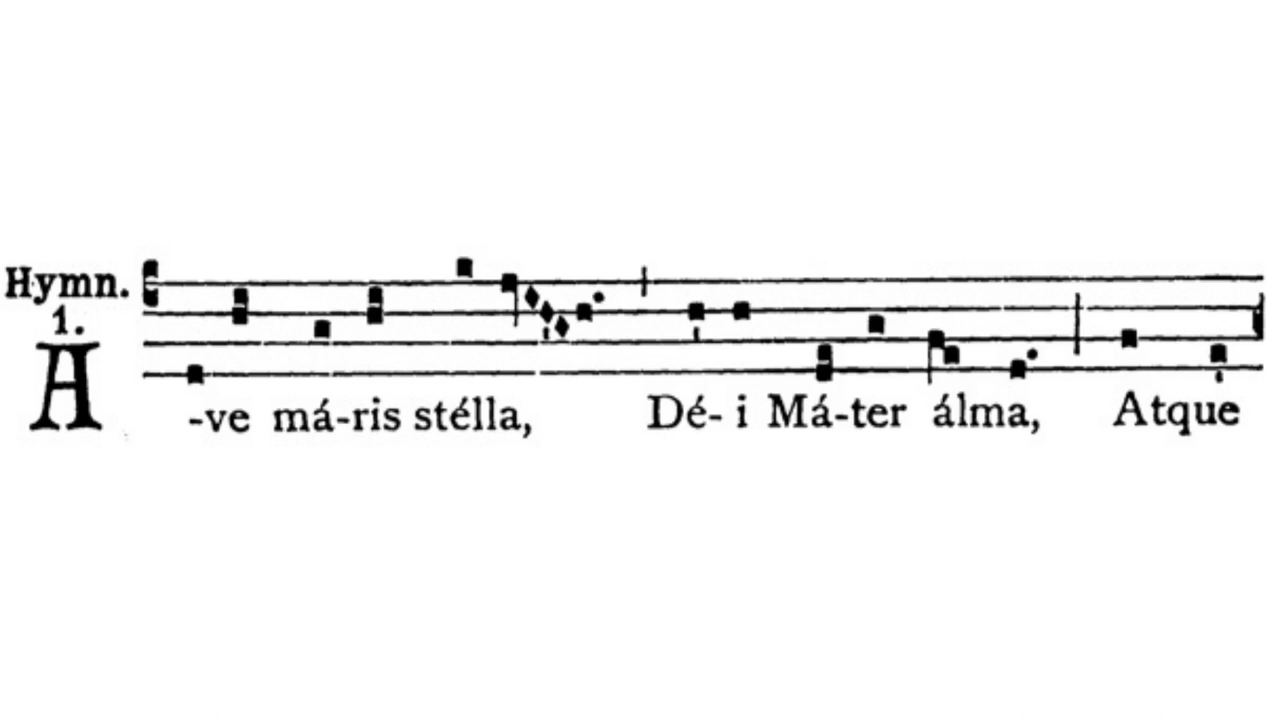 Hymn.
1.
A-ve má-ris stélla, Dé-i Má-ter álma, Atque